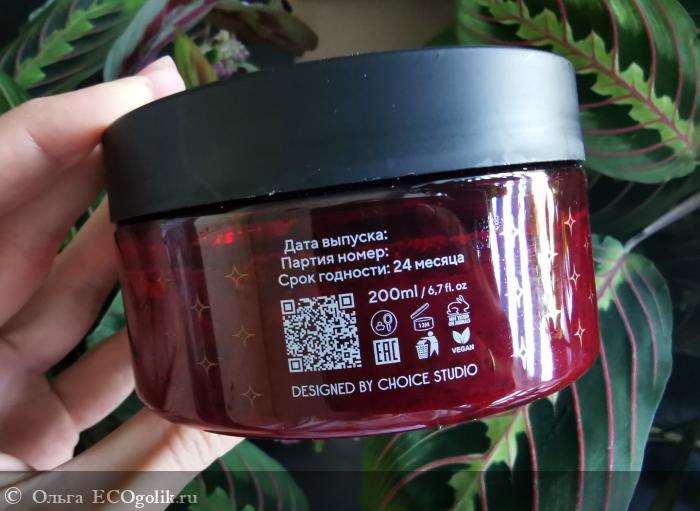 Дата выпуска:
Партия номер:
Срок годности: 24 месяца
200ml / 6,7 fl. oz
12M
EAC
VEGAN
DESIGNED BY CHOICE STUDIO
© Ольга ECOgolik.ru